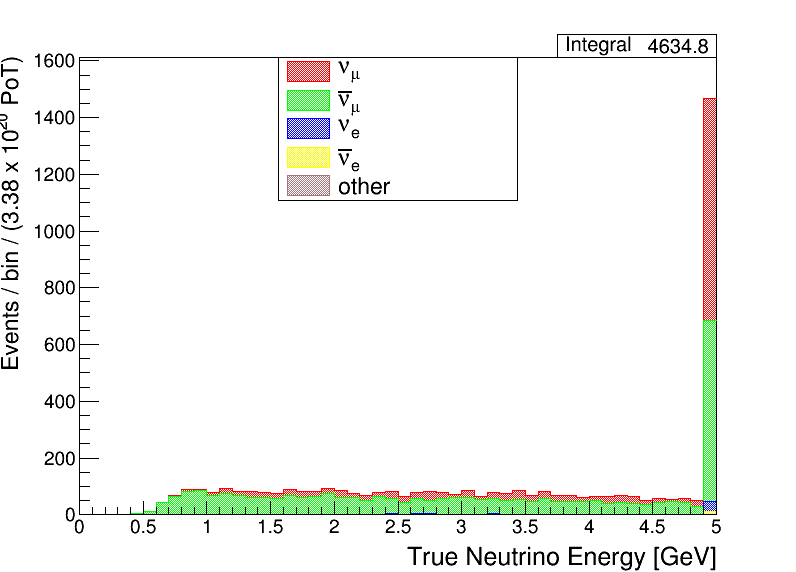 Integral 4634.8
1600
1400
1200
1000
800
600
400
200
0
Events / bin / (3.38 x 10²⁰ PoT)
ν_μ
ν̅_μ
ν_e
ν̅_e
other
0 0.5 1 1.5 2 2.5 3 3.5 4 4.5 5
True Neutrino Energy [GeV]